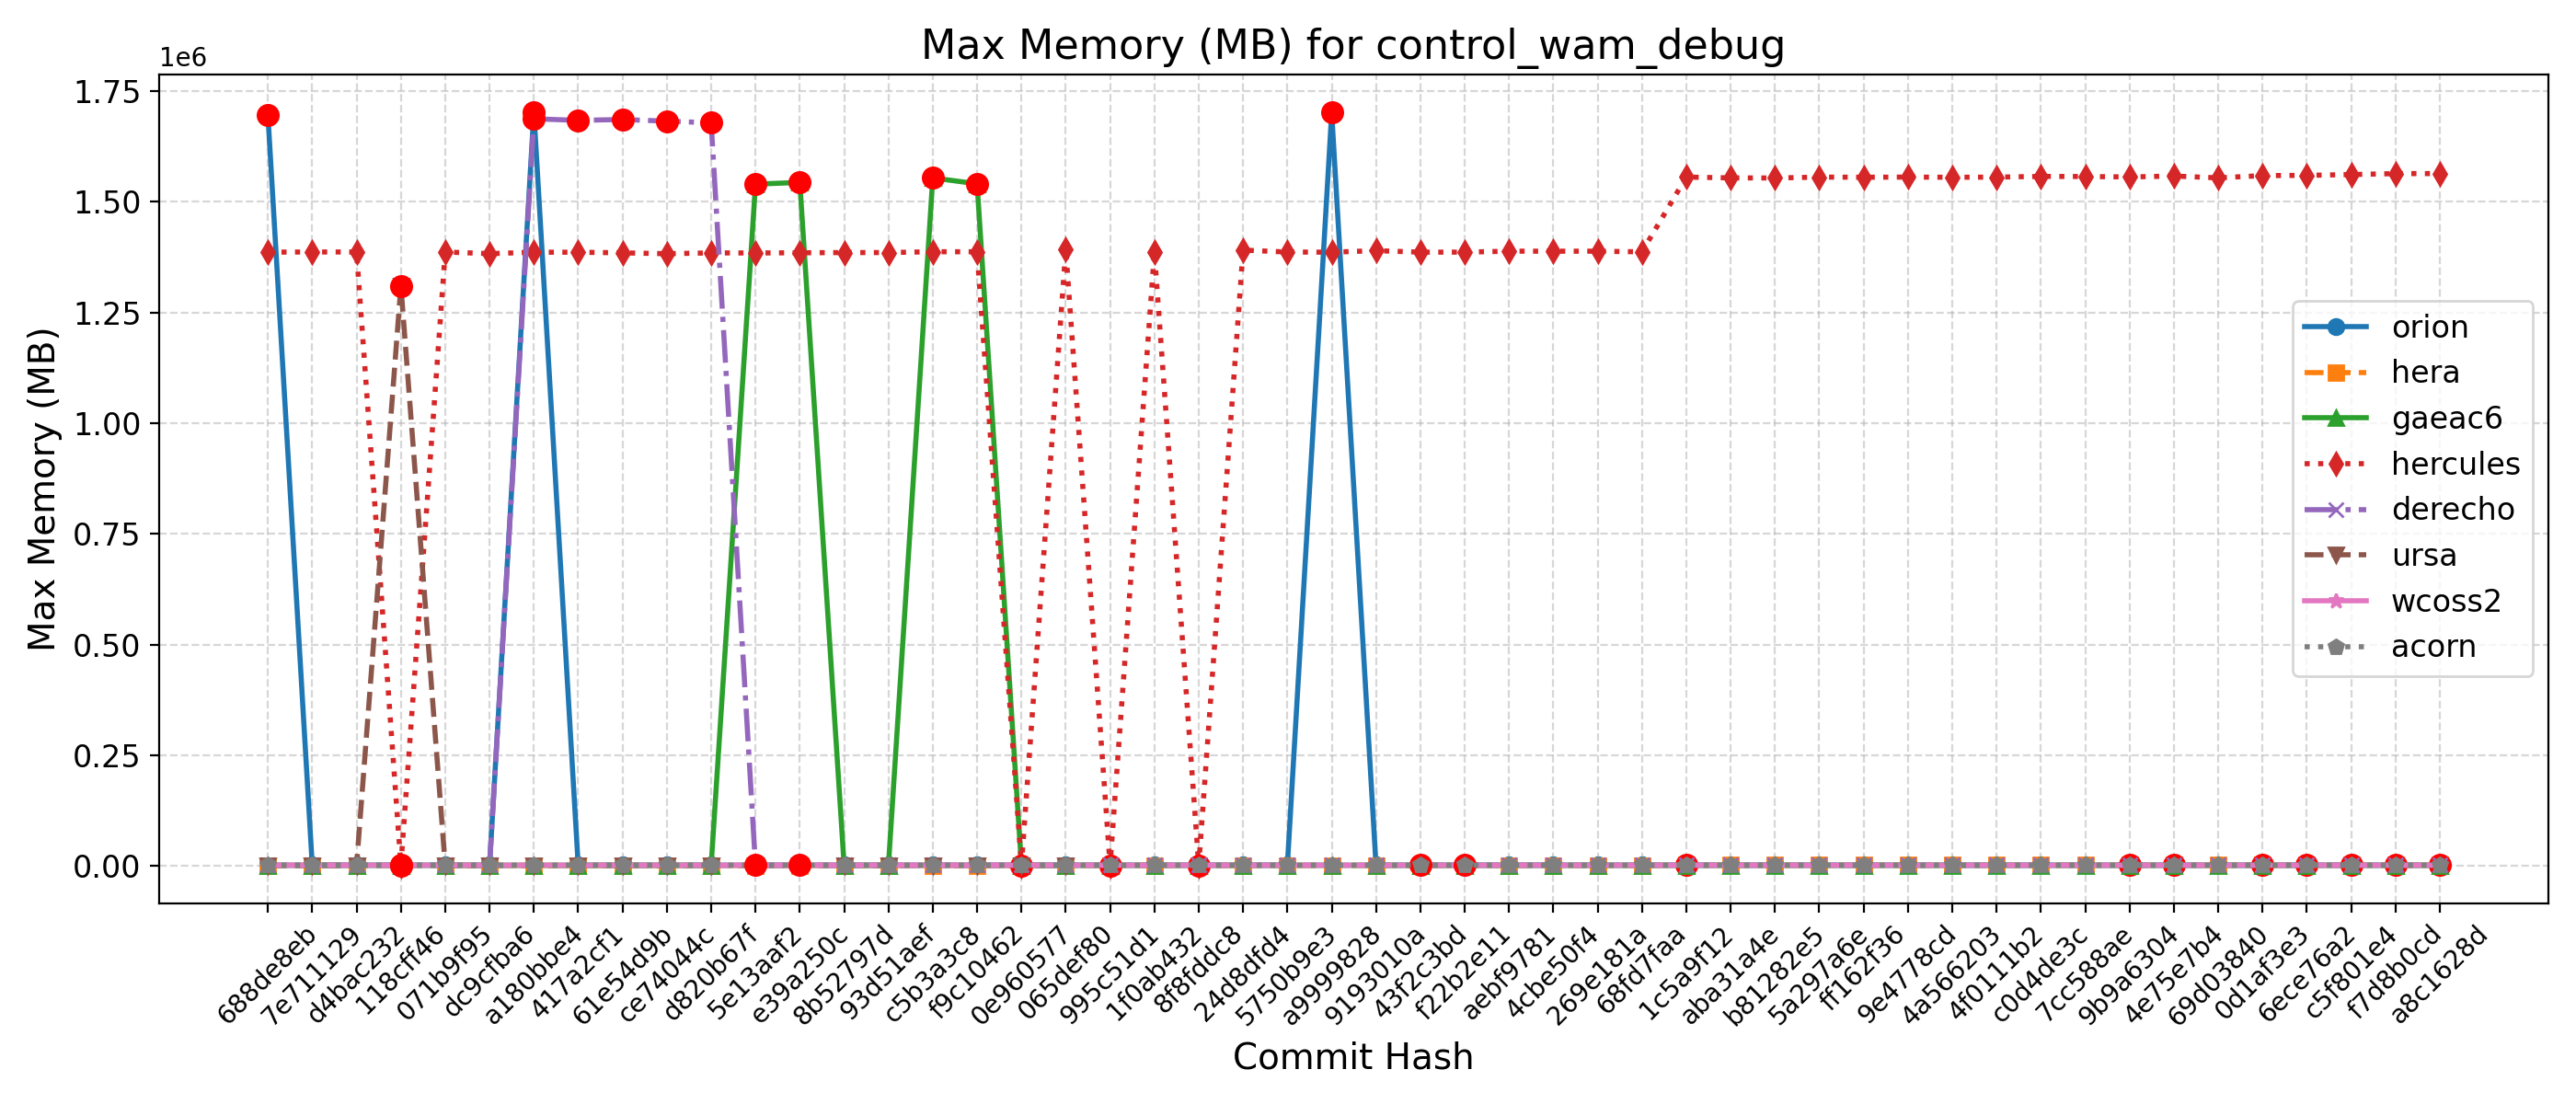 Max Memory (MB) for control_wam_debug
1e6
1.75
1.50
1.25
1.00
0.75
0.50
0.25
0.00
Max Memory (MB)
orion
hera
gaeac6
hercules
derecho
ursa
wcoss2
acorn
688de8eb
7e711129
d4bac232
118cff46
071b9f95
dc9cfba6
a180bbe4
417a2cf1
61e54d9b
ce74044c
d820b67f
5e13aaf2
e39a250c
8b52797d
93d51aef
c5b3a3c8
f9c10462
0e960577
065def80
995c51d1
1f0ab432
8f8fddc8
24d8dfd4
5750b9e3
a9999828
9193010a
43f2c3bd
f22b2e11
aebf9781
4cbe50f4
269e181a
68fd7faa
1c5a9f12
aba31a4e
b81282e5
5a297a6e
ff162f36
9e4778cd
4a566203
4f0111b2
c0d4de3c
7cc588ae
9b9a6304
4e75e7b4
69d03840
0d1af3e3
6ece76a2
c5f801e4
f7d8b0cd
a8c1628d
Commit Hash